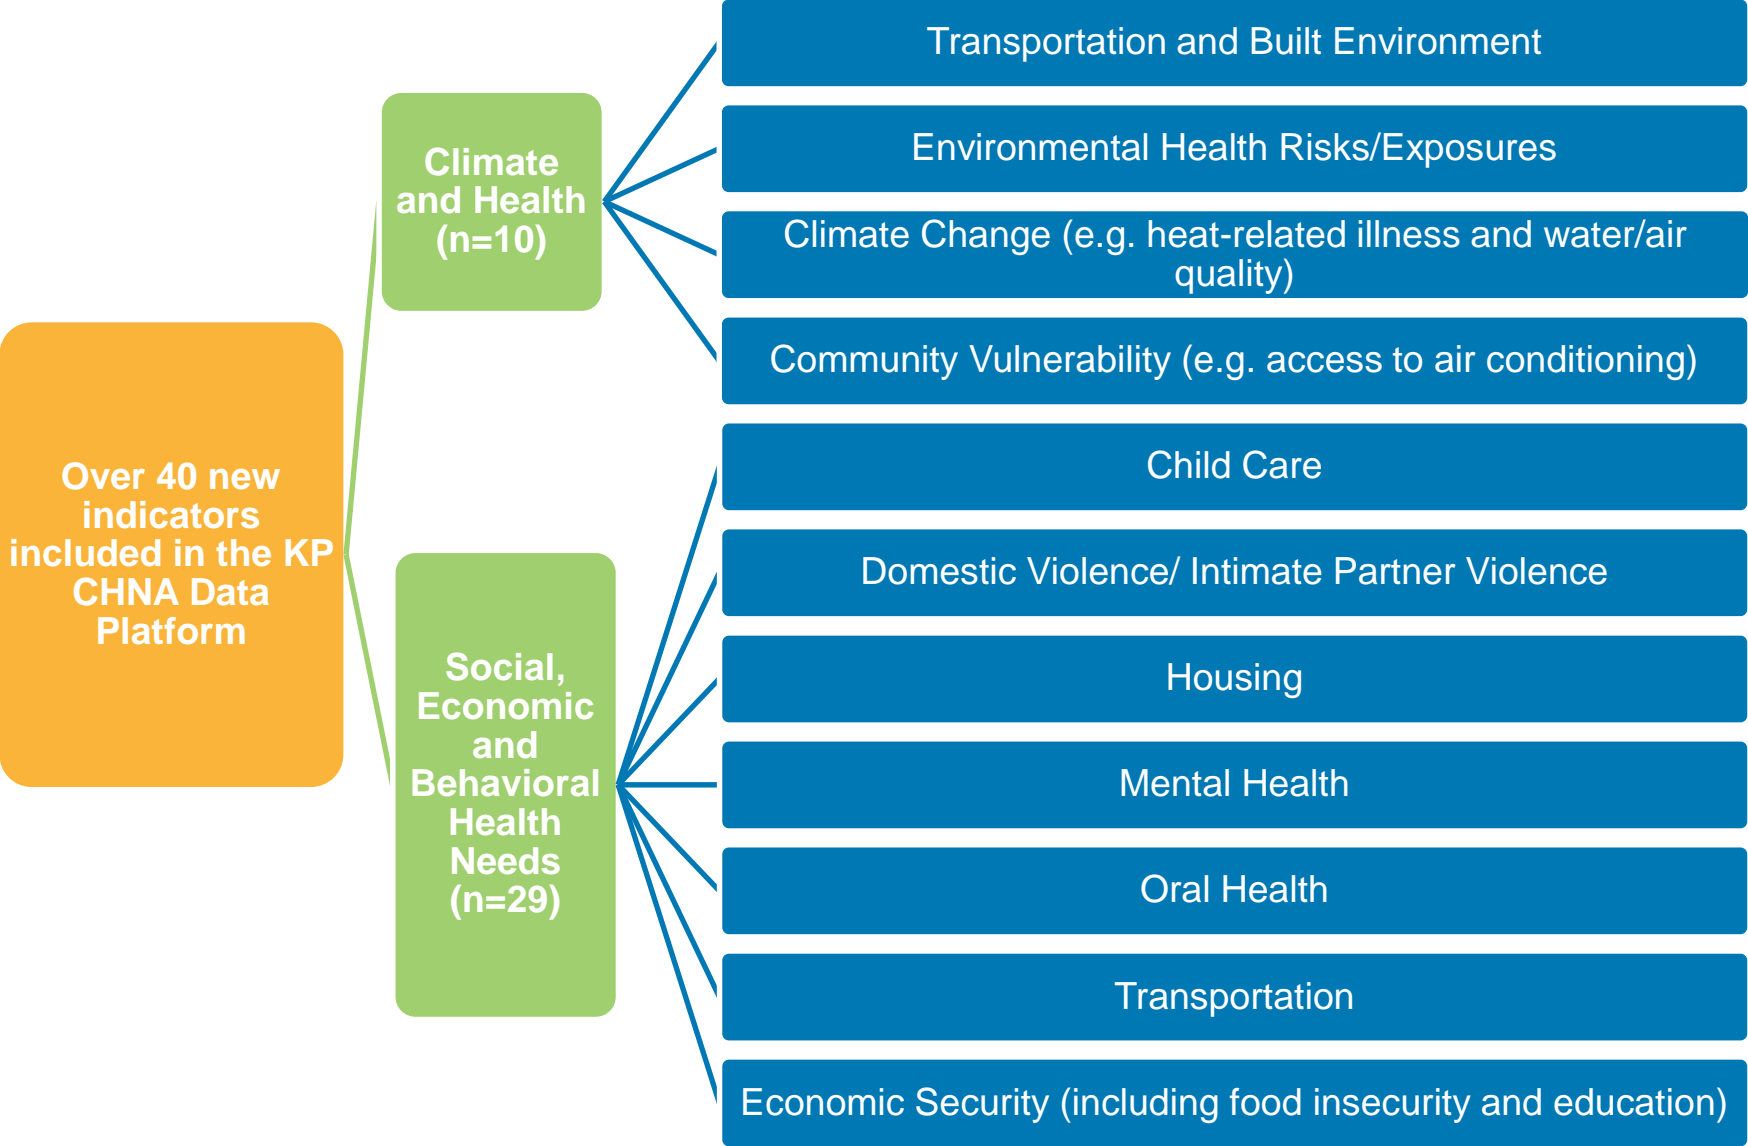 Over 40 new
indicators
included in the KP
CHNA Data
Platform
Climate
and Health
(n=10)
Transportation and Built Environment
Environmental Health Risks/Exposures
Climate Change (e.g. heat-related illness and water/air
quality)
Community Vulnerability (e.g. access to air conditioning)
Social,
Economic
and
Behavioral
Health
Needs
(n=29)
Child Care
Domestic Violence/ Intimate Partner Violence
Housing
Mental Health
Oral Health
Transportation
Economic Security (including food insecurity and education)